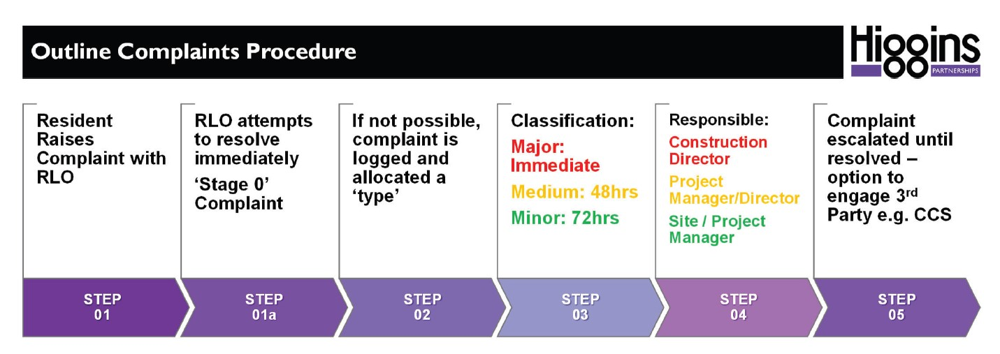 Outline Complaints Procedure
Higgins
PARTNERSHIPS
Resident
Raises
Complaint with
RLO
RLO attempts
to resolve
immediately
‘Stage 0’
Complaint
If not possible,
complaint is
logged and
allocated a
‘type’
Classification:
Major:
Immediate
Medium: 48hrs
Minor: 72hrs
Responsible:
Construction
Director
Project
Manager/Director
Site / Project
Manager
Complaint
escalated until
resolved –
option to
engage 3rd
Party e.g. CCS
STEP
01
STEP
01a
STEP
02
STEP
03
STEP
04
STEP
05